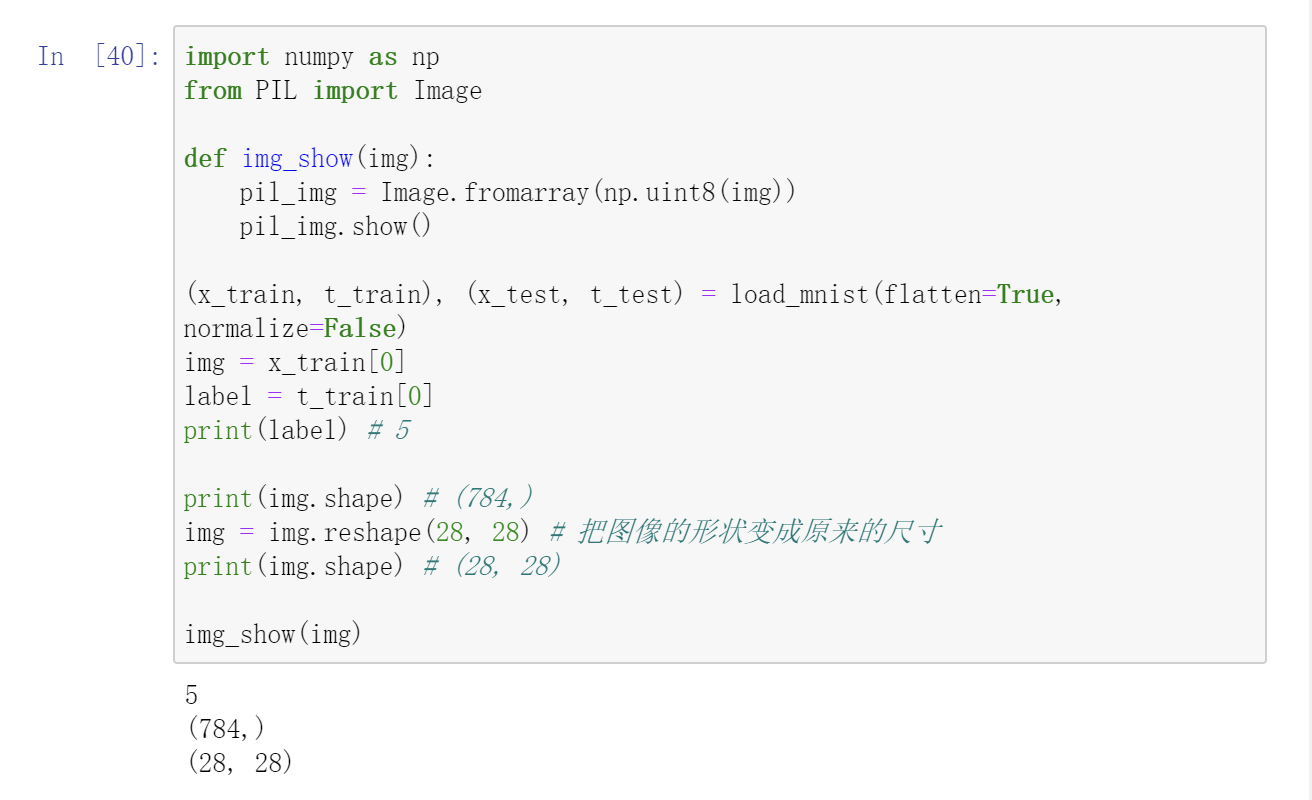 In [40]:
import numpy as np
from PIL import Image
def img_show(img):
    pil_img = Image.fromarray(np.uint8(img))
    pil_img.show()
(x_train, t_train), (x_test, t_test) = load_mnist(flatten=True,
normalize=False)
img = x_train[0]
label = t_train[0]
print(label) # 5
print(img.shape) # (784,)
img = img.reshape(28, 28) # 把图像的形状变成原来的尺寸
print(img.shape) # (28, 28)
img_show(img)
5
(784,)
(28, 28)